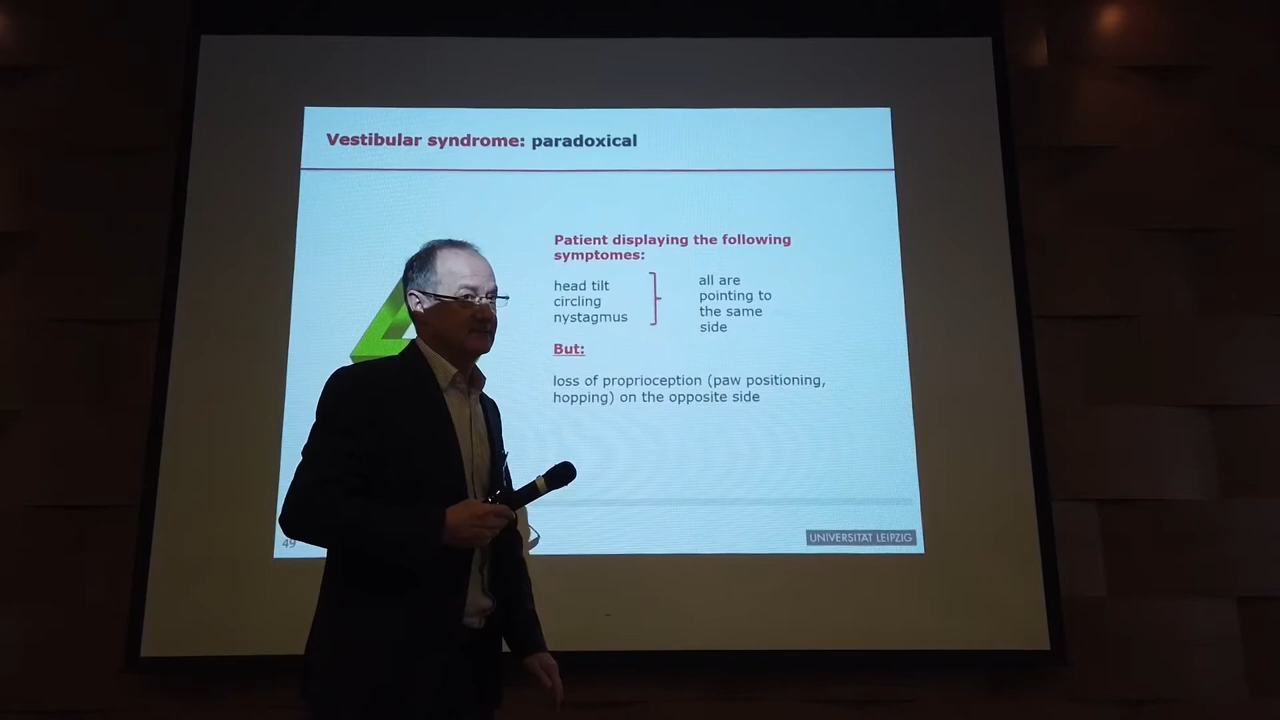 Vestibular syndrome: paradoxical
Patient displaying the following
symptomes:
head tilt
circling
nystagmus
all are
pointing to
the same
side
But:
loss of proprioception (paw positioning,
hopping) on the opposite side
49
UNIVERSITÄT LEIPZIG